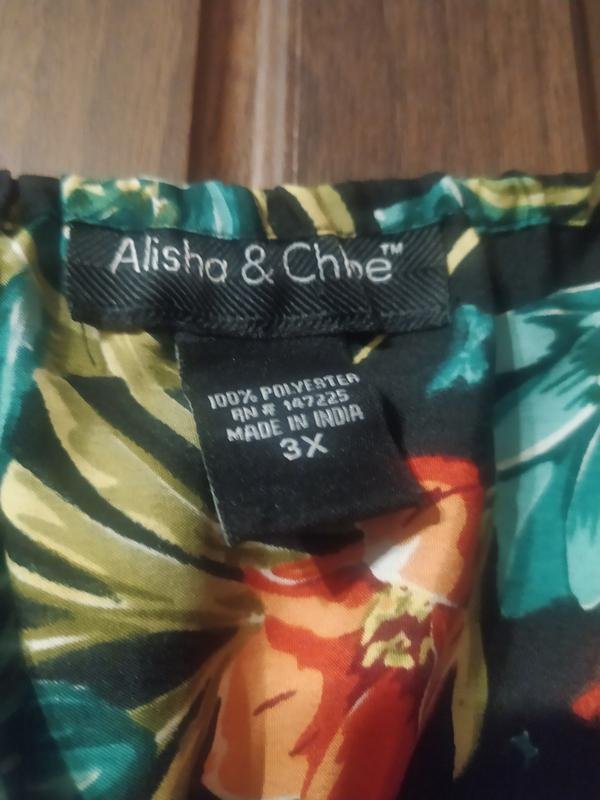 Alisha & Chloe™
100% POLYESTER
RN # 147225
MADE IN INDIA
3X